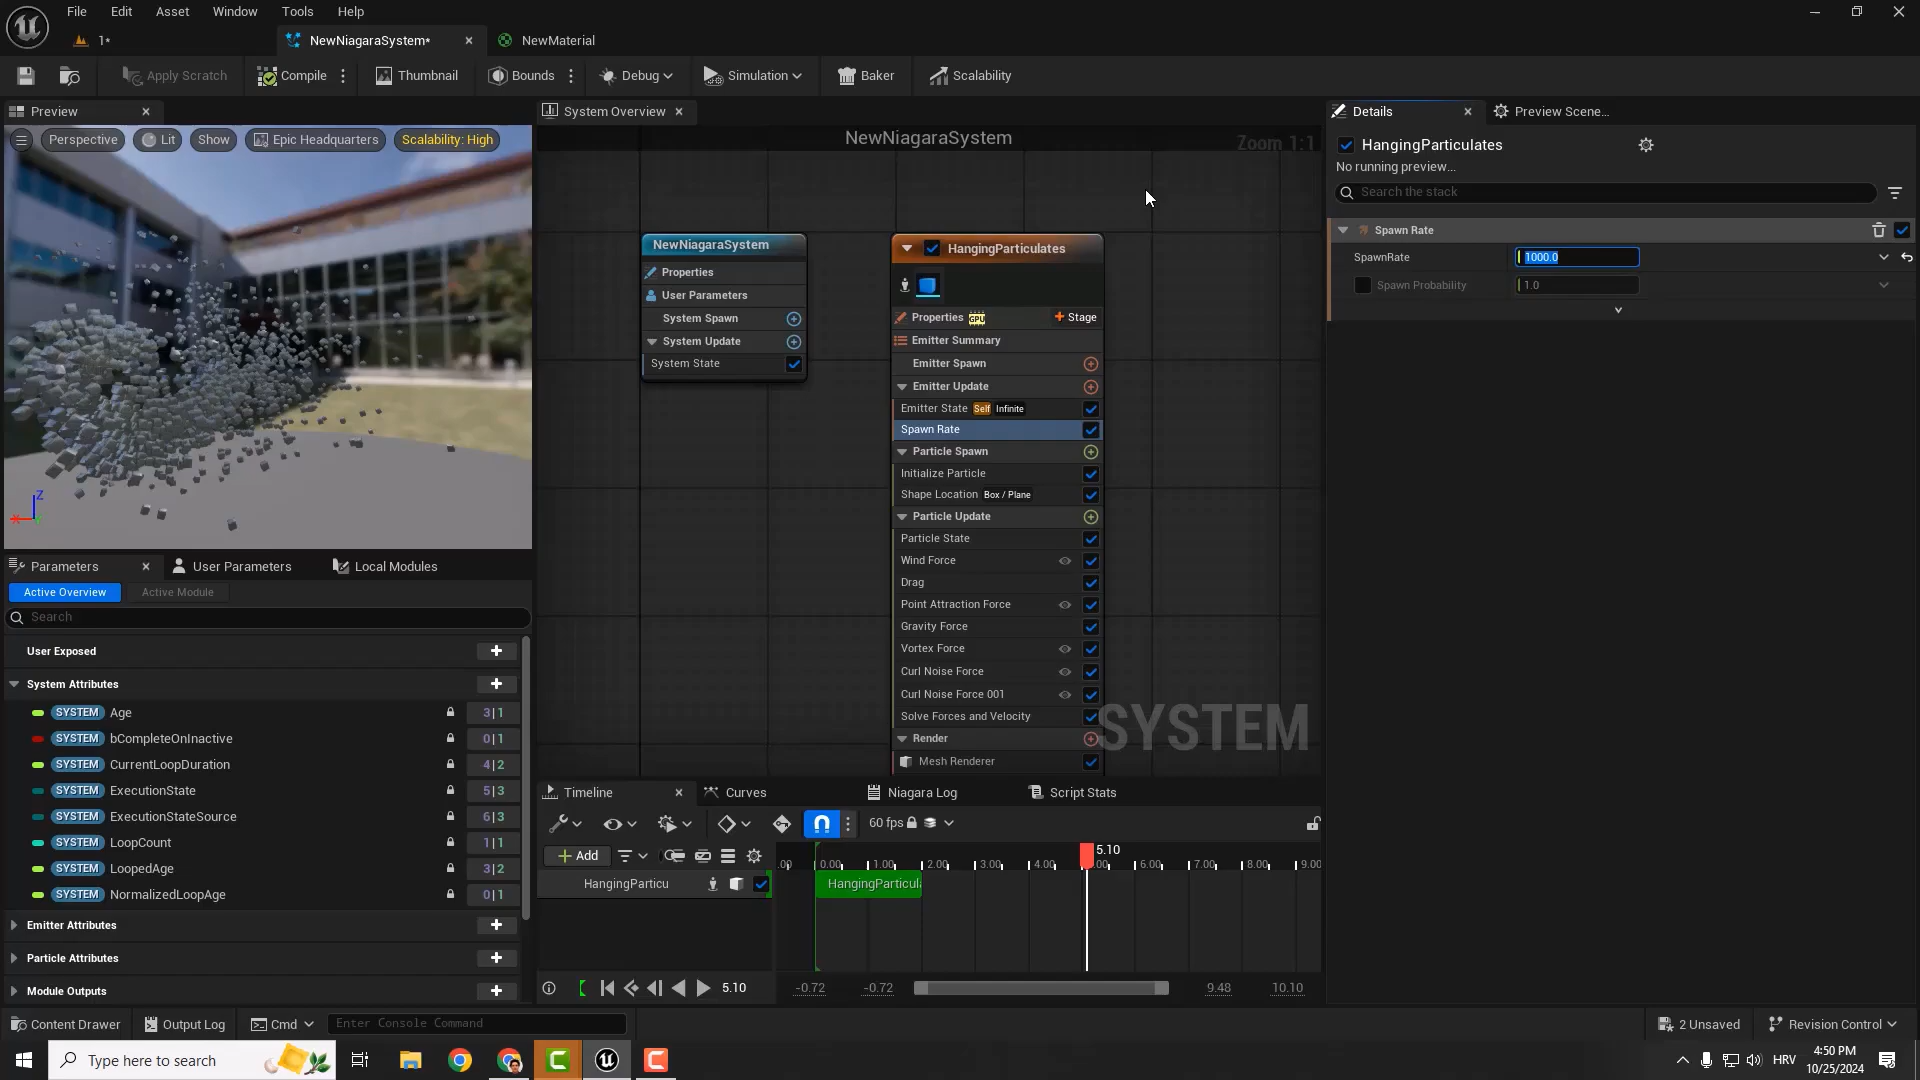 File Edit Asset Window Tools Help
1*
NewNiagaraSystem*
NewMaterial
Apply Scratch
Compile
Thumbnail
Bounds
Debug
Simulation
Baker
Scalability
Preview
System Overview
Details
Preview Scene...
Perspective
Lit
Show
Epic Headquarters
Scalability: High
NewNiagaraSystem
Zoom 1:1
HangingParticulates
No running preview...
Search the stack
Spawn Rate
SpawnRate
1000.0
Spawn Probability
1.0
NewNiagaraSystem
Properties
User Parameters
System Spawn
System Update
System State
HangingParticulates
Properties GPU
Stage
Emitter Summary
Emitter Spawn
Emitter Update
Emitter State Self Infinite
Spawn Rate
Particle Spawn
Initialize Particle
Shape Location Box / Plane
Particle Update
Particle State
Wind Force
Drag
Point Attraction Force
Gravity Force
Vortex Force
Curl Noise Force
Curl Noise Force 001
Solve Forces and Velocity
Render
Mesh Renderer
SYSTEM
Z
Parameters
User Parameters
Local Modules
Active Overview
Active Module
Search
User Exposed
System Attributes
SYSTEM Age 3|1
SYSTEM bCompleteOnInactive 0|1
SYSTEM CurrentLoopDuration 4|2
SYSTEM ExecutionState 5|3
SYSTEM ExecutionStateSource 6|3
SYSTEM LoopCount 1|1
SYSTEM LoopedAge 3|2
SYSTEM NormalizedLoopAge 0|1
Emitter Attributes
Particle Attributes
Module Outputs
Timeline
Curves
Niagara Log
Script Stats
60 fps
Add
.00 0.00 1.00 2.00 3.00 4.00 5.10 6.00 7.00 8.00 9.00
HangingParticu
HangingParticul
5.10
-0.72 -0.72 9.48 10.10
Content Drawer
Output Log
Cmd
Enter Console Command
2 Unsaved
Revision Control
Type here to search
HRV
4:50 PM
10/25/2024